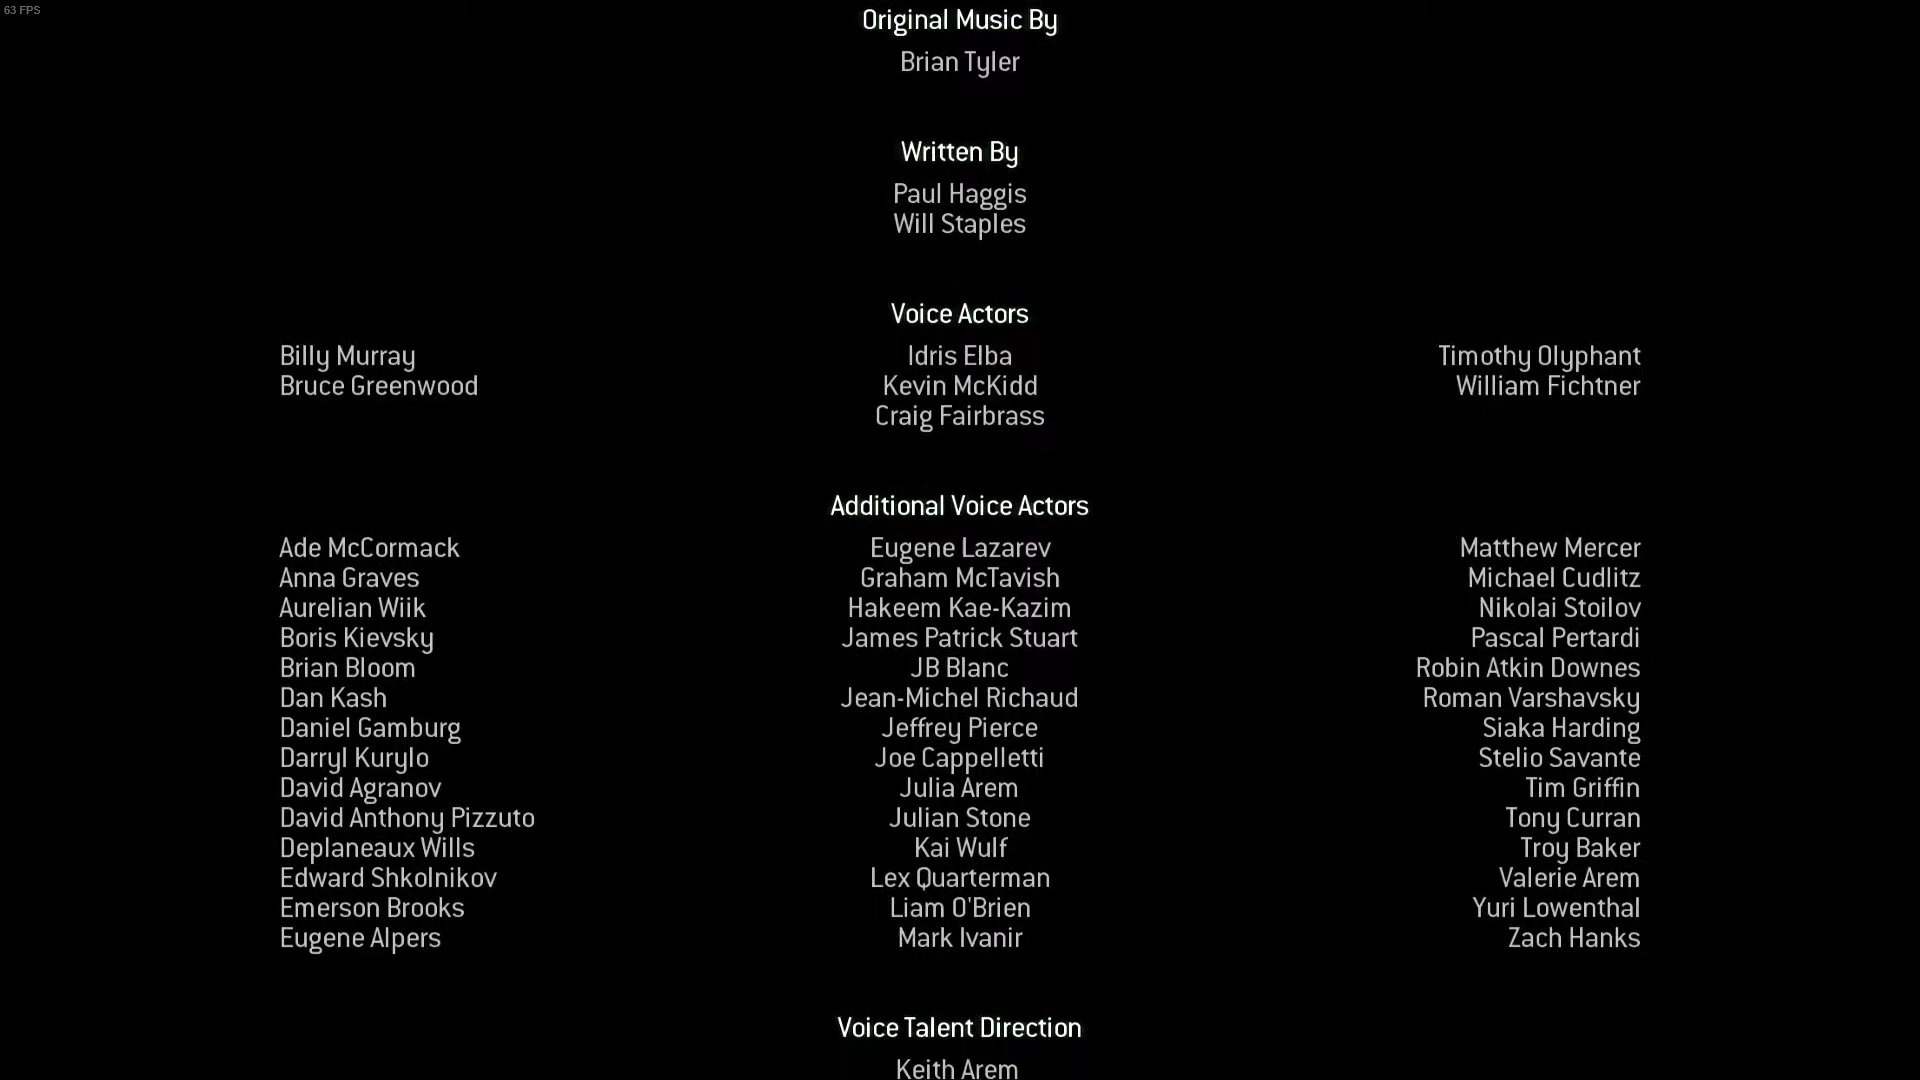 63 FPS
Original Music By
Brian Tyler
Written By
Paul Haggis
Will Staples
Voice Actors
Billy Murray Idris Elba Timothy Olyphant
Bruce Greenwood Kevin McKidd William Fichtner
Craig Fairbrass
Additional Voice Actors
Ade McCormack Eugene Lazarev Matthew Mercer
Anna Graves Graham McTavish Michael Cudlitz
Aurelian Wiik Hakeem Kae-Kazim Nikolai Stoilov
Boris Kievsky James Patrick Stuart Pascal Pertardi
Brian Bloom JB Blanc Robin Atkin Downes
Dan Kash Jean-Michel Richaud Roman Varshavsky
Daniel Gamburg Jeffrey Pierce Siaka Harding
Darryl Kurylo Joe Cappelletti Stelio Savante
David Agranov Julia Arem Tim Griffin
David Anthony Pizzuto Julian Stone Tony Curran
Deplaneaux Wills Kai Wulf Troy Baker
Edward Shkolnikov Lex Quarterman Valerie Arem
Emerson Brooks Liam O'Brien Yuri Lowenthal
Eugene Alpers Mark Ivanir Zach Hanks
Voice Talent Direction
Keith Arem